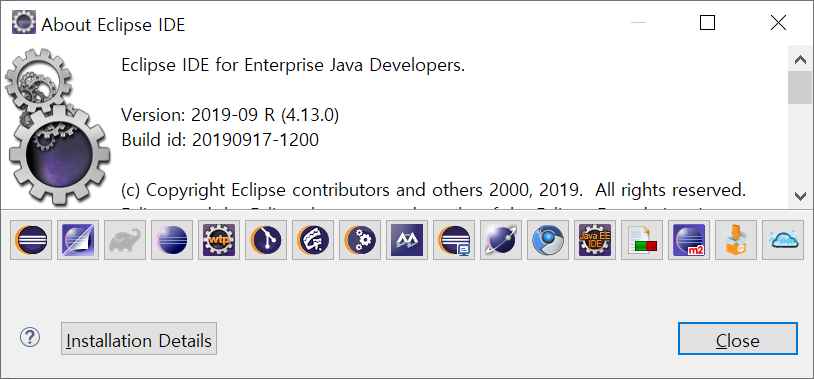 About Eclipse IDE
Eclipse IDE for Enterprise Java Developers.
Version: 2019-09 R (4.13.0)
Build id: 20190917-1200
(c) Copyright Eclipse contributors and others 2000, 2019.  All rights reserved.
wtp
Java EE
IDE
m2
?
Installation Details
Close